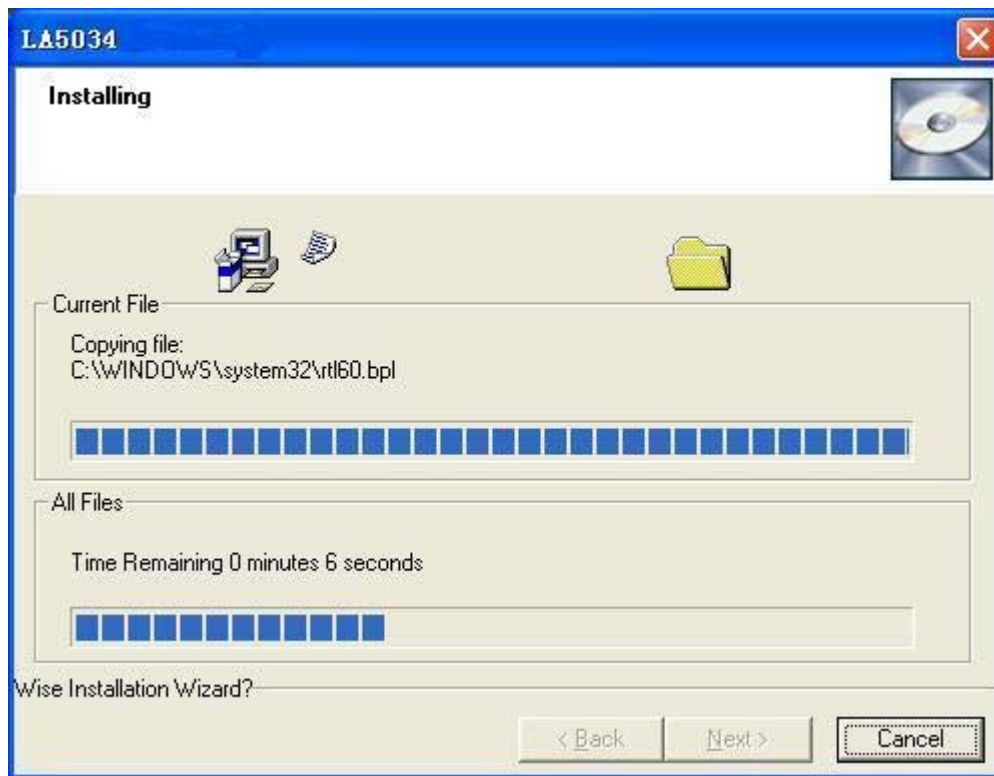 LA5034
Installing
Current File
Copying file:
C:\WINDOWS\system32\rtl60.bpl
All Files
Time Remaining 0 minutes 6 seconds
Wise Installation Wizard?
< Back Next > Cancel